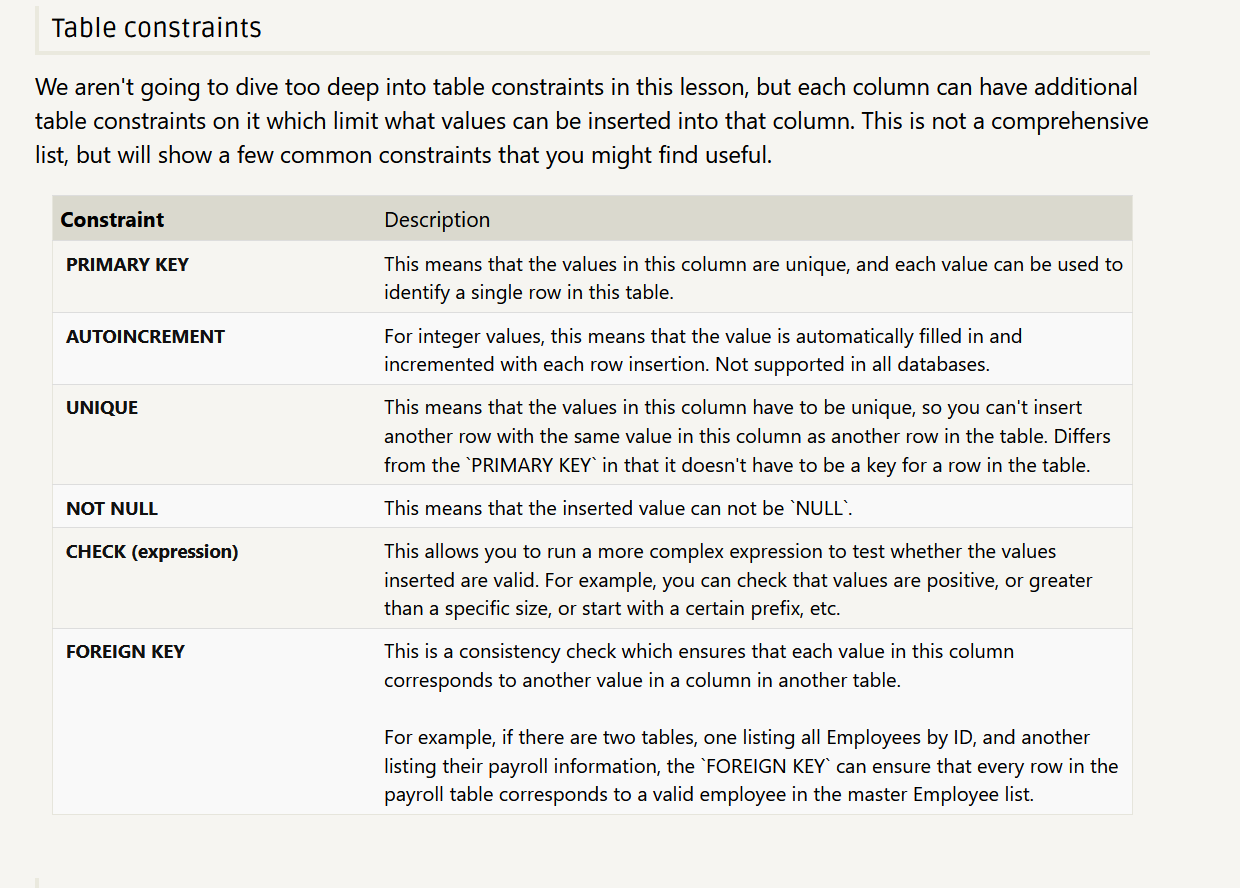 Table constraints
We aren't going to dive too deep into table constraints in this lesson, but each column can have additional
table constraints on it which limit what values can be inserted into that column. This is not a comprehensive
list, but will show a few common constraints that you might find useful.
Constraint Description
PRIMARY KEY This means that the values in this column are unique, and each value can be used to
identify a single row in this table.
AUTOINCREMENT For integer values, this means that the value is automatically filled in and
incremented with each row insertion. Not supported in all databases.
UNIQUE This means that the values in this column have to be unique, so you can't insert
another row with the same value in this column as another row in the table. Differs
from the `PRIMARY KEY` in that it doesn't have to be a key for a row in the table.
NOT NULL This means that the inserted value can not be `NULL`.
CHECK (expression) This allows you to run a more complex expression to test whether the values
inserted are valid. For example, you can check that values are positive, or greater
than a specific size, or start with a certain prefix, etc.
FOREIGN KEY This is a consistency check which ensures that each value in this column
corresponds to another value in a column in another table.
For example, if there are two tables, one listing all Employees by ID, and another
listing their payroll information, the `FOREIGN KEY` can ensure that every row in the
payroll table corresponds to a valid employee in the master Employee list.